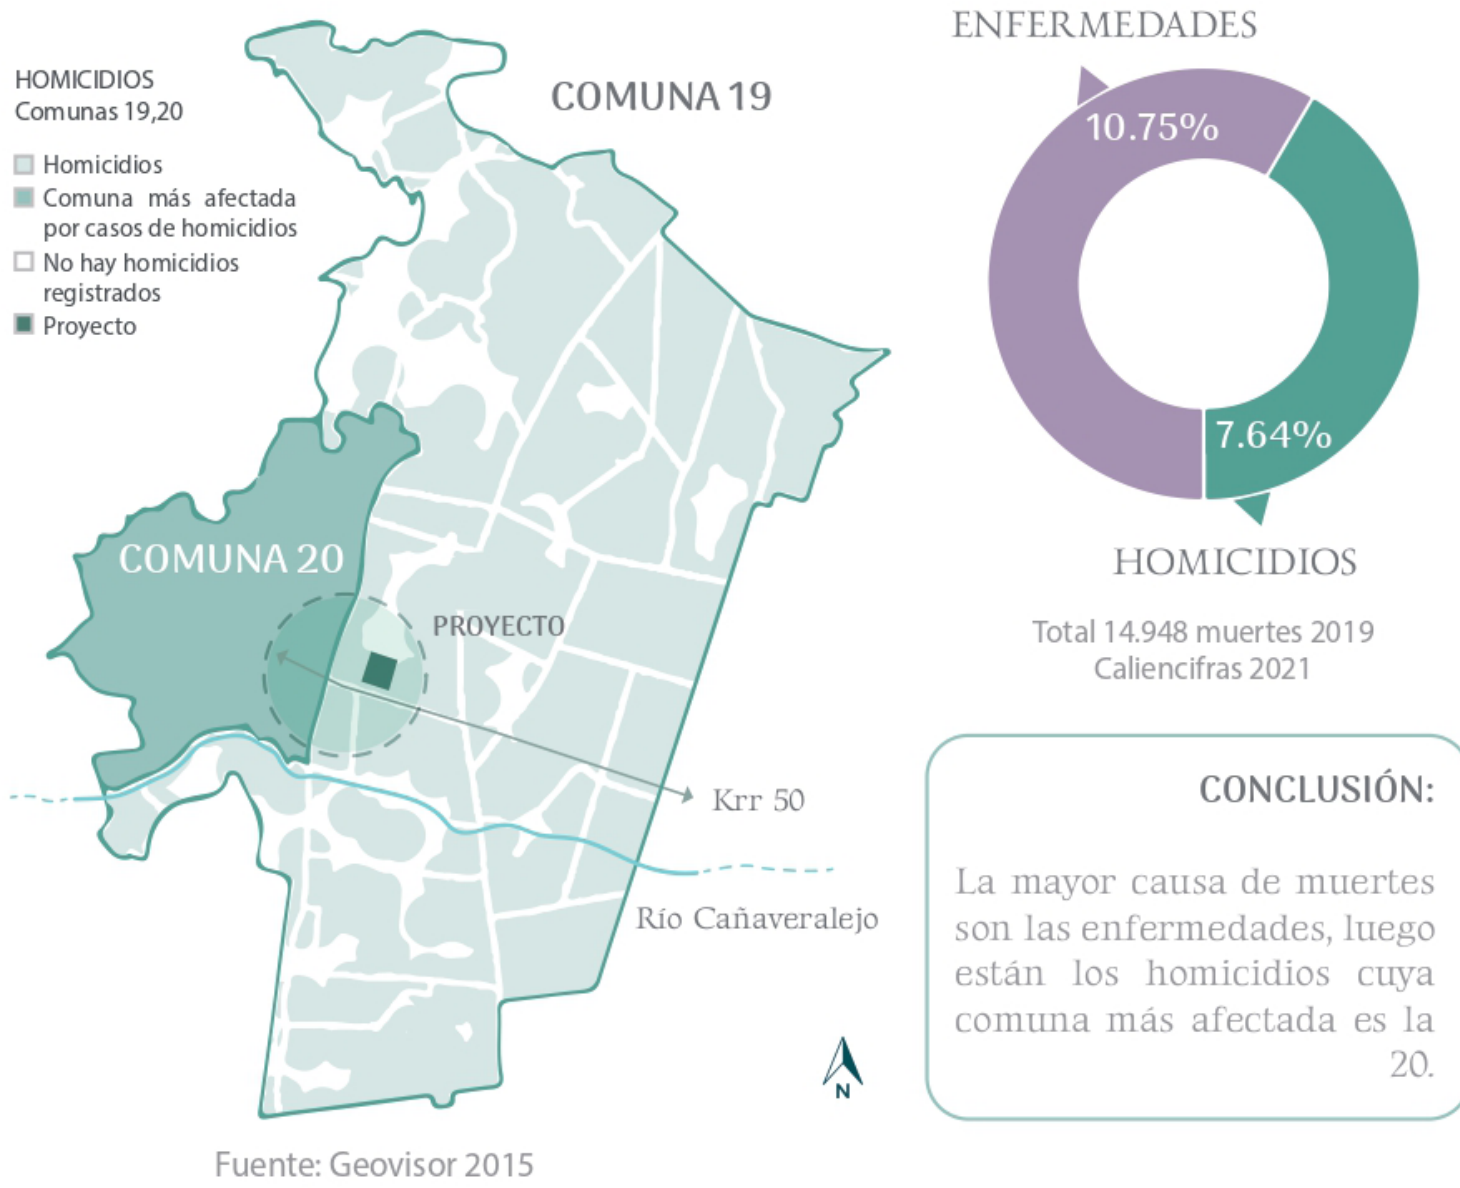 HOMICIDIOS
Comunas 19,20
Homicidios
Comuna más afectada
por casos de homicidios
No hay homicidios
registrados
Proyecto
COMUNA 19
COMUNA 20
PROYECTO
Krr 50
Río Cañaveralejo
N
Fuente: Geovisor 2015
ENFERMEDADES
10.75%
7.64%
HOMICIDIOS
Total 14.948 muertes 2019
Caliencifras 2021
CONCLUSIÓN:
La mayor causa de muertes
son las enfermedades, luego
están los homicidios cuya
comuna más afectada es la
20.